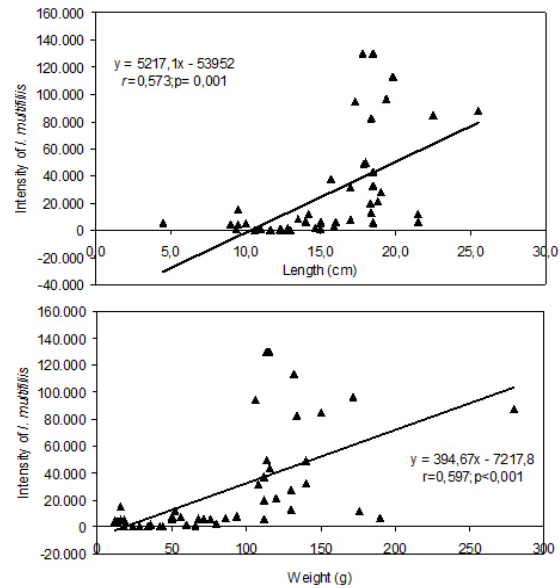 160.000
140.000
120.000
100.000
80.000
60.000
40.000
20.000
0
-20.000
-40.000
Intensity of I. multifiliis
y = 5217,1x - 53952
r=0,573;p= 0,001
0,0 5,0 10,0 15,0 20,0 25,0 30,0
Length (cm)
160.000
140.000
120.000
100.000
80.000
60.000
40.000
20.000
0
-20.000
Intensity of I. multifiliis
y = 394,67x - 7217,8
r=0,597;p<0,001
0 50 100 150 200 250 300
Weight (g)